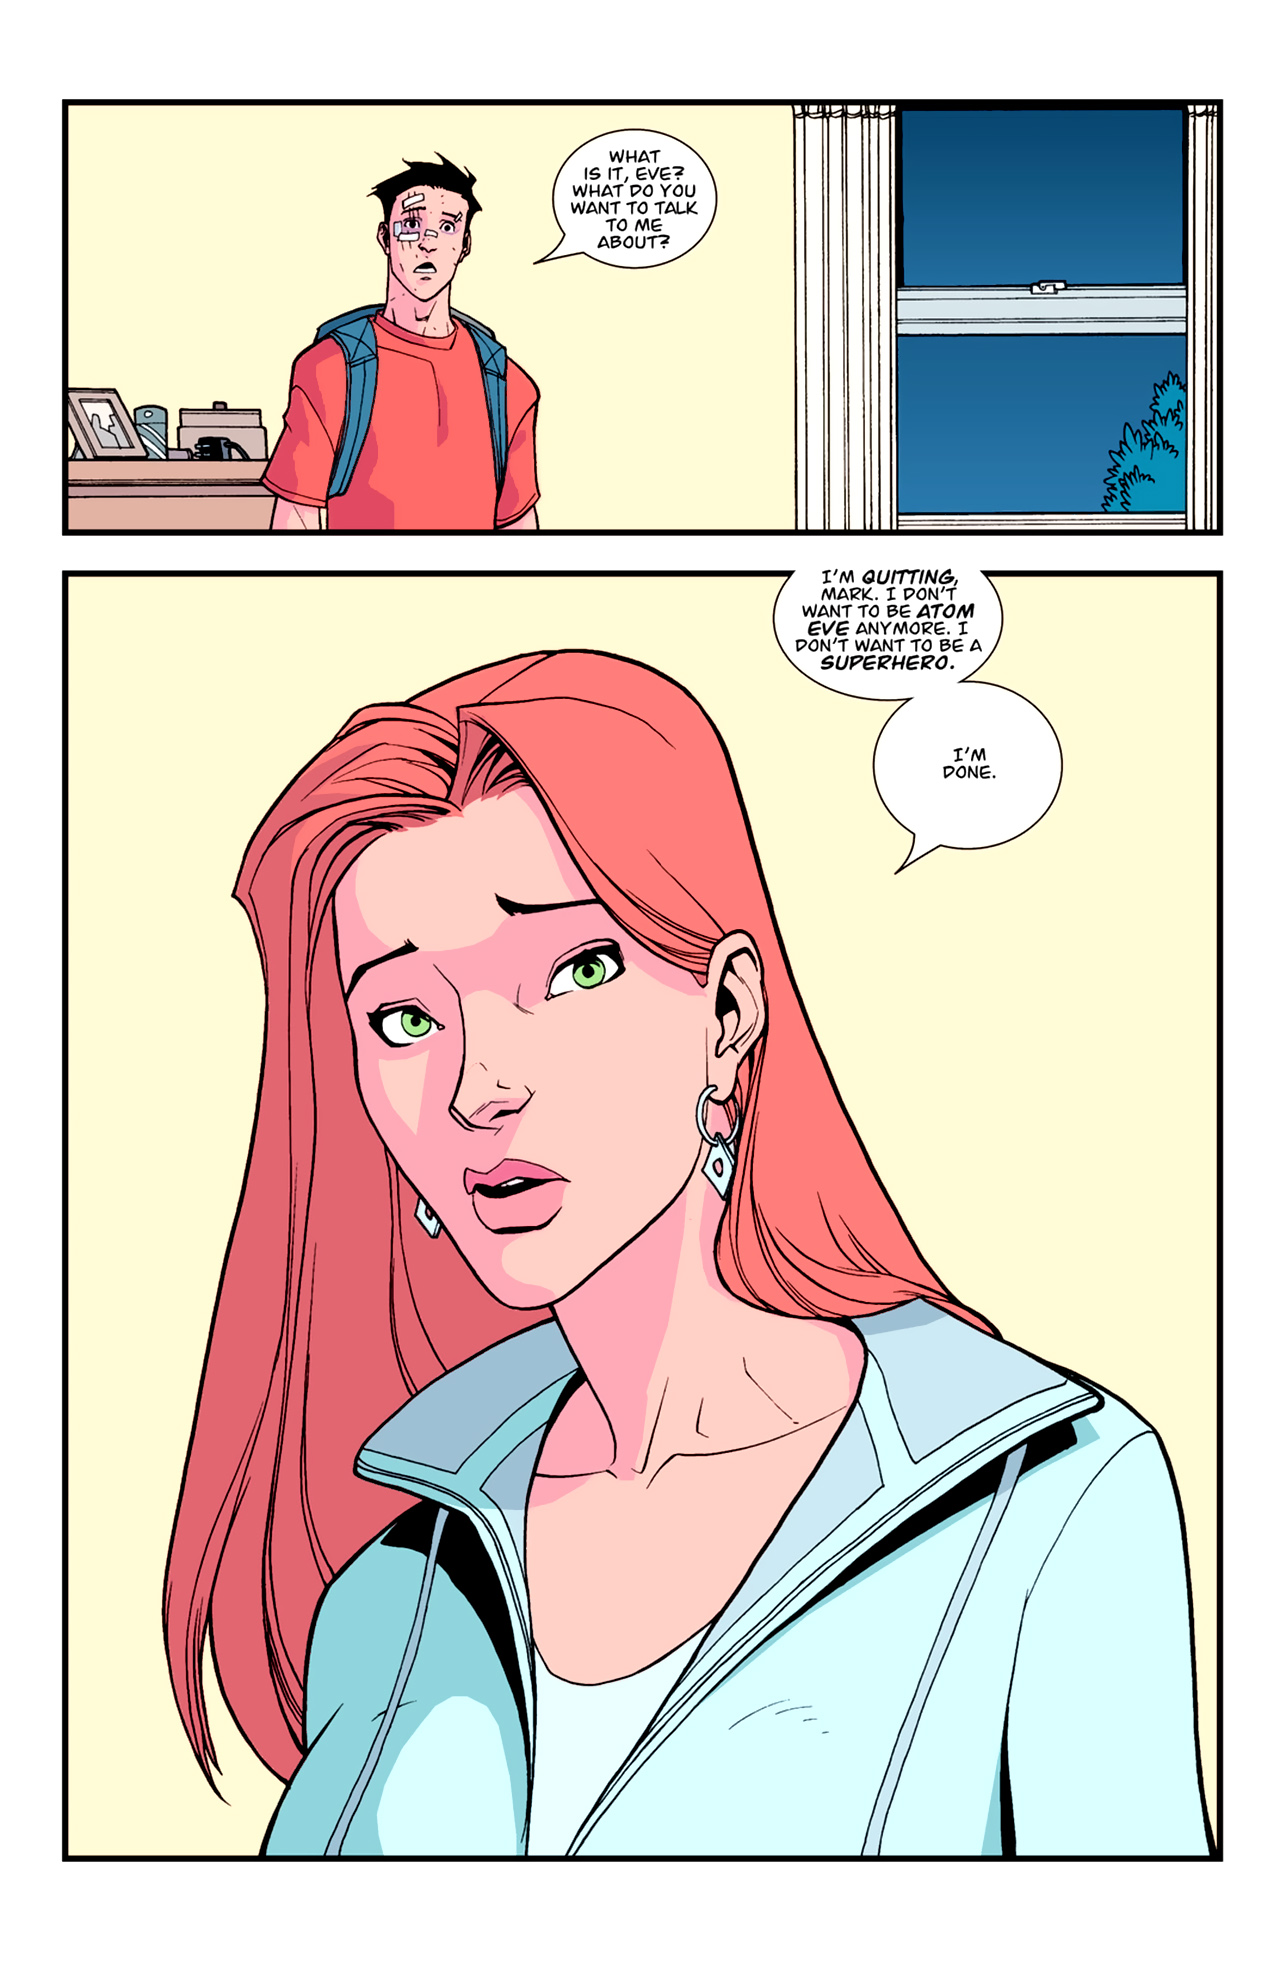 WHAT
IS IT, EVE?
WHAT DO YOU
WANT TO TALK
TO ME
ABOUT?
I'M QUITTING,
MARK. I DON'T
WANT TO BE ATOM
EVE ANYMORE. I
DON'T WANT TO BE A
SUPERHERO.
I'M
DONE.